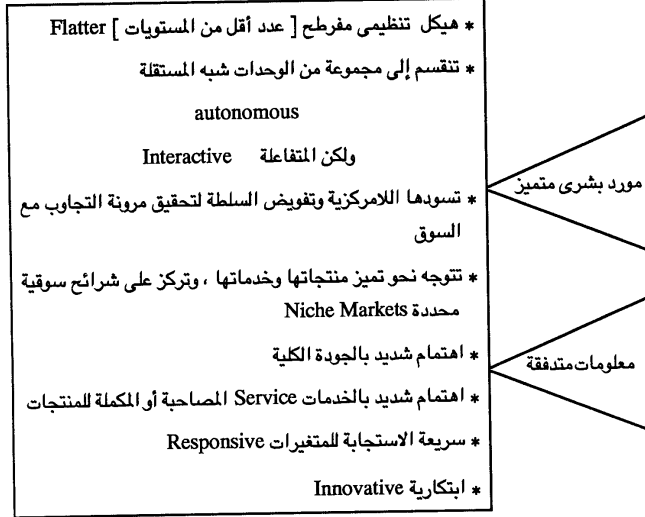 * هيكل تنظيمى مفرطح [ عدد أقل من المستويات ] Flatter
* تنقسم إلى مجموعة من الوحدات شبه المستقلة
autonomous
ولكن المتفاعلة Interactive
* تسودها اللامركزية وتفويض السلطة لتحقيق مرونة التجاوب مع
السوق
* تتوجه نحو تميز منتجاتها وخدماتها ، وتركز على شرائح سوقية
محددة Niche Markets
* اهتمام شديد بالجودة الكلية
* اهتمام شديد بالخدمات Service المصاحبة أو المكملة للمنتجات
* سريعة الاستجابة للمتغيرات Responsive
* ابتكارية Innovative
مورد بشرى متميز
معلومات متدفقة